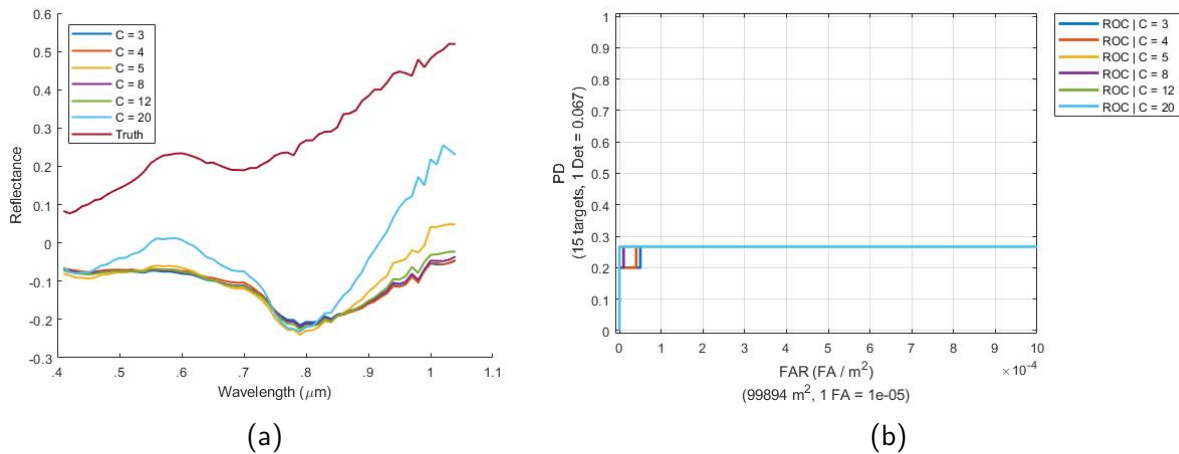 0.6
0.5
0.4
0.3
0.2
0.1
0
-0.1
-0.2
-0.3
Reflectance
C = 3
C = 4
C = 5
C = 8
C = 12
C = 20
Truth
.4 .5 .6 .7 .8 .9 1 1.1
Wavelength (μm)
(a)
1
0.9
0.8
0.7
0.6
0.5
0.4
0.3
0.2
0.1
0
PD
(15 targets, 1 Det = 0.067)
0 1 2 3 4 5 6 7 8 9 10
×10⁻⁴
FAR (FA / m²)
(99894 m², 1 FA = 1e-05)
ROC | C = 3
ROC | C = 4
ROC | C = 5
ROC | C = 8
ROC | C = 12
ROC | C = 20
(b)